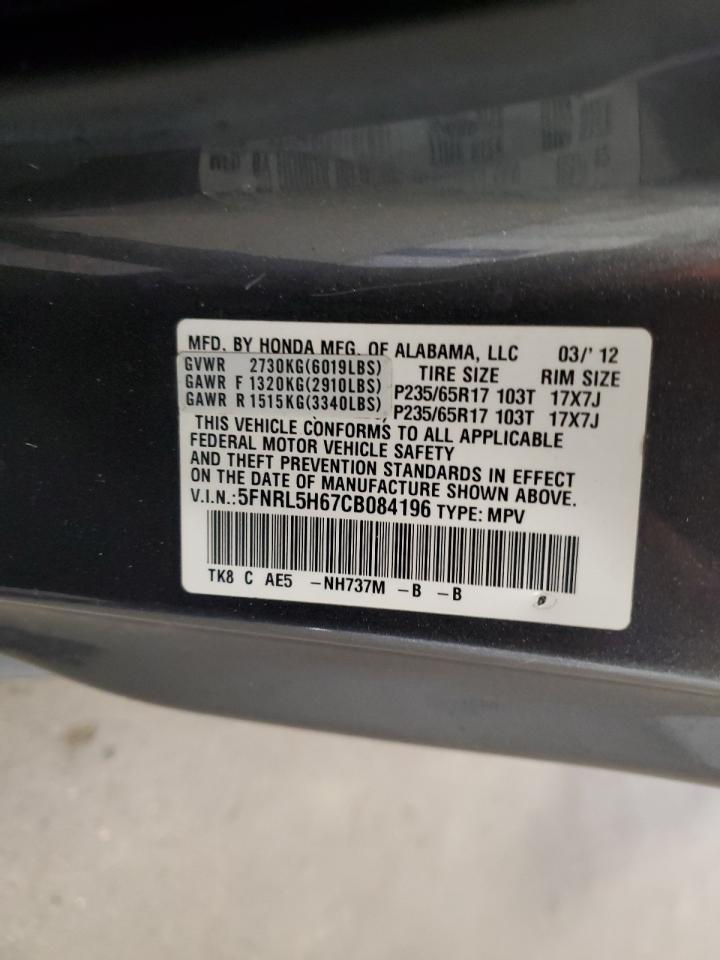 MFD. BY HONDA MFG. OF ALABAMA, LLC 03/' 12
GVWR 2730KG(6019LBS) TIRE SIZE RIM SIZE
GAWR F 1320KG(2910LBS) P235/65R17 103T 17X7J
GAWR R 1515KG(3340LBS) P235/65R17 103T 17X7J
THIS VEHICLE CONFORMS TO ALL APPLICABLE
FEDERAL MOTOR VEHICLE SAFETY
AND THEFT PREVENTION STANDARDS IN EFFECT
ON THE DATE OF MANUFACTURE SHOWN ABOVE.
V.I.N.:5FNRL5H67CB084196 TYPE: MPV
TK8 C AE5 -NH737M -B -B